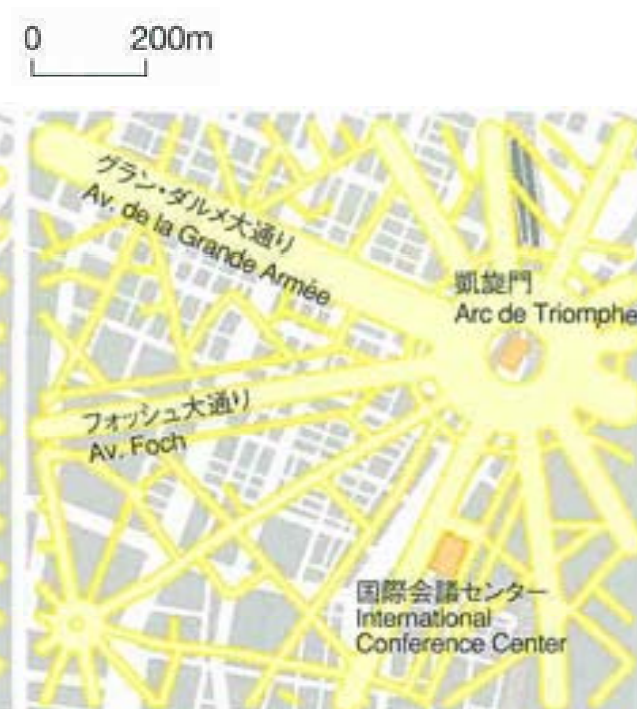 0 200m
グラン・ダルメ大通り
Av. de la Grande Armée
凱旋門
Arc de Triomphe
フォッシュ大通り
Av. Foch
国際会議センター
International
Conference Center